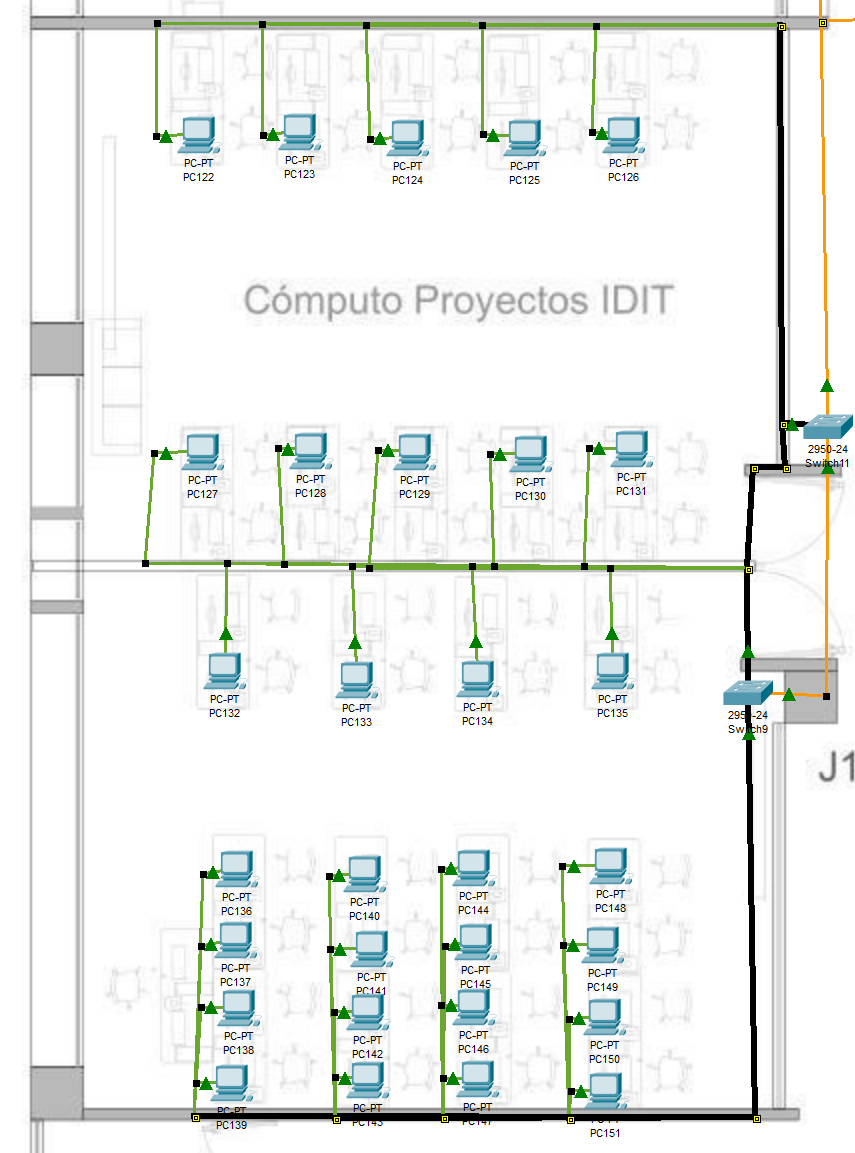 PC-PT
PC122
PC-PT
PC123
PC-PT
PC124
PC-PT
PC125
PC-PT
PC126
Cómputo Proyectos IDIT
2950-24
Switch11
PC-PT
PC127
PC-PT
PC128
PC-PT
PC129
PC-PT
PC130
PC-PT
PC131
PC-PT
PC132
PC-PT
PC133
PC-PT
PC134
PC-PT
PC135
2950-24
Switch9
J1
PC-PT
PC136
PC-PT
PC140
PC-PT
PC144
PC-PT
PC148
PC-PT
PC137
PC-PT
PC141
PC-PT
PC145
PC-PT
PC149
PC-PT
PC138
PC-PT
PC142
PC-PT
PC146
PC-PT
PC150
PC-PT
PC139
PC-PT
PC143
PC-PT
PC147
PC151